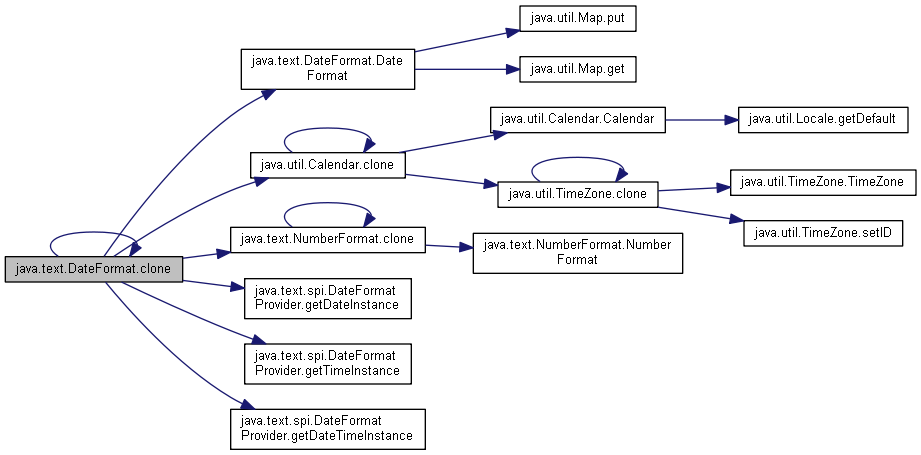 java.util.Map.put
java.text.DateFormat.Date
Format
java.util.Map.get
java.util.Calendar.Calendar
java.util.Locale.getDefault
java.util.Calendar.clone
java.util.TimeZone.clone
java.util.TimeZone.TimeZone
java.util.TimeZone.setID
java.text.NumberFormat.clone
java.text.NumberFormat.Number
Format
java.text.DateFormat.clone
java.text.spi.DateFormat
Provider.getDateInstance
java.text.spi.DateFormat
Provider.getTimeInstance
java.text.spi.DateFormat
Provider.getDateTimeInstance